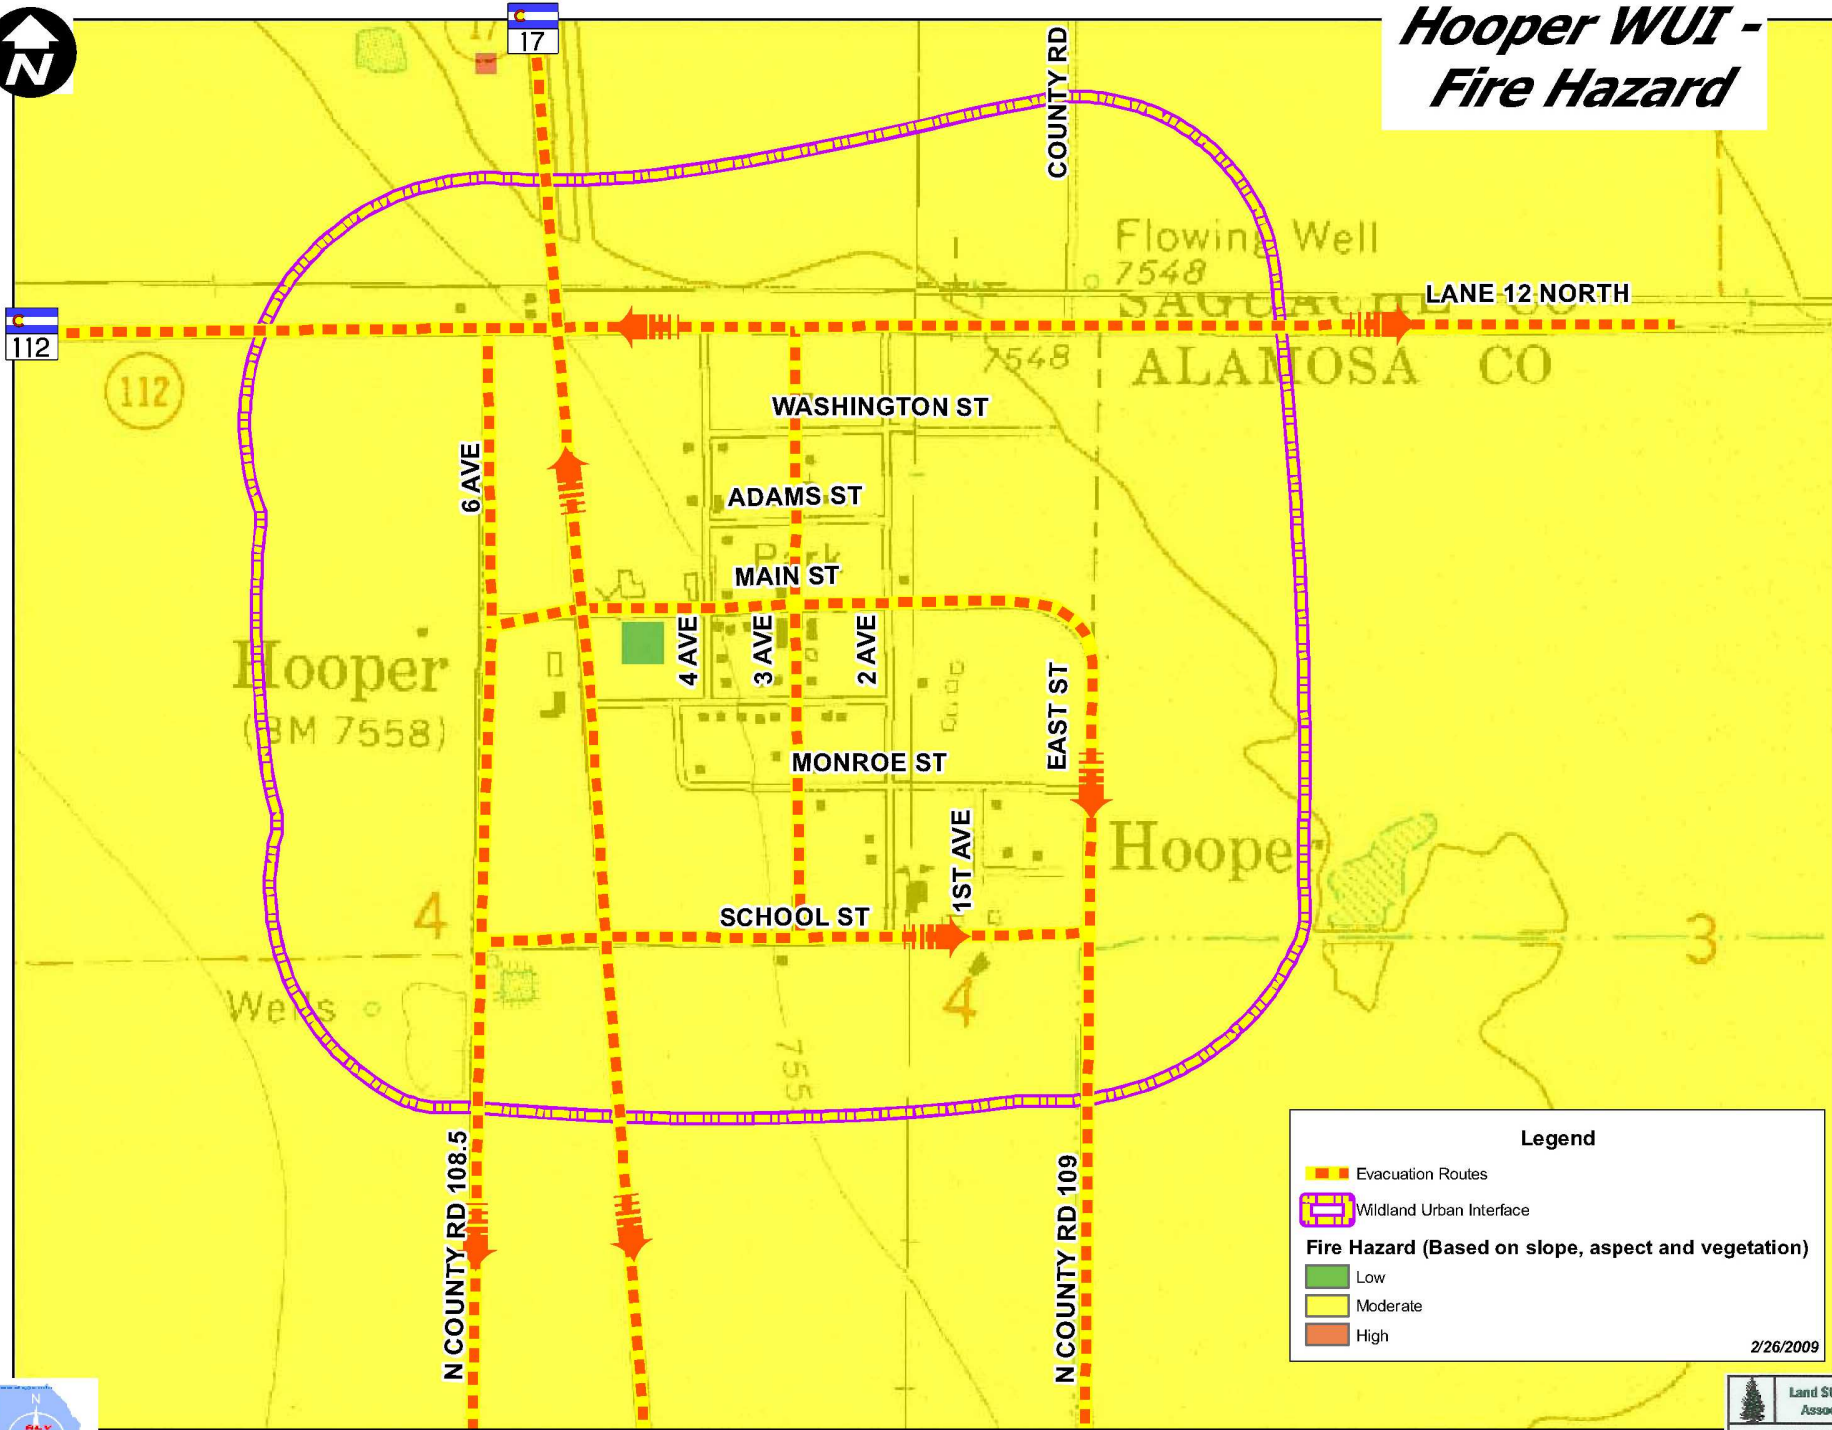 Hooper WUI -
Fire Hazard
N
17
17
COUNTY RD
Flowing Well
7548
SAGUACHE CO
LANE 12 NORTH
112
112
7548
ALAMOSA CO
WASHINGTON ST
6 AVE
ADAMS ST
Park
MAIN ST
4 AVE
3 AVE
2 AVE
Hooper
(BM 7558)
EAST ST
MONROE ST
1ST AVE
Hooper
4
SCHOOL ST
3
Wells
4
755
N COUNTY RD 108.5
N COUNTY RD 109
Legend
Evacuation Routes
Wildland Urban Interface
Fire Hazard (Based on slope, aspect and vegetation)
Low
Moderate
High
2/26/2009
N
Land